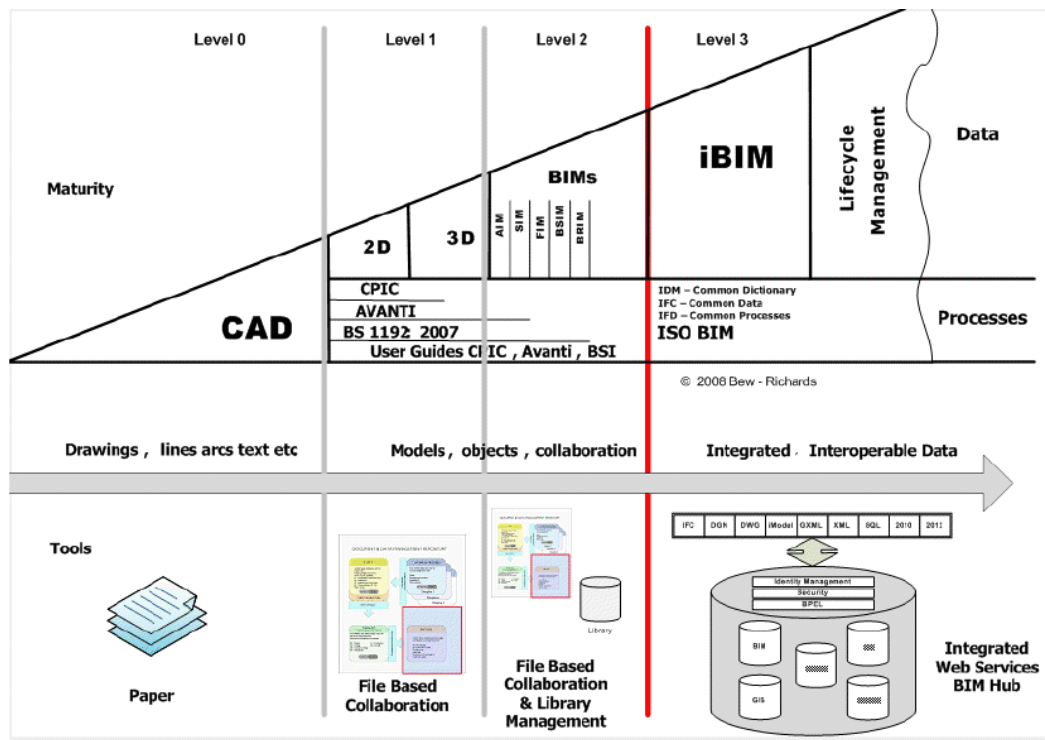 Level 0
Level 1
Level 2
Level 3
Maturity
CAD
2D
3D
BIMs
AIM
SIM
FIM
BSIM
BRIM
iBIM
Lifecycle
Management
Data
Processes
CPIC
AVANTI
BS 1192: 2007
User Guides CPIC , Avanti , BSI
IDM – Common Dictionary
IFC – Common Data
IFD – Common Processes
ISO BIM
© 2008 Bew - Richards
Drawings , lines arcs text etc
Models , objects , collaboration
Integrated , Interoperable Data
Tools
Paper
DOCUMENT & DATA MANAGEMENT REPOSITORY
File Based
Collaboration
Library
File Based
Collaboration
& Library
Management
IFC DGN DWG iModel GXML XML SQL 2010 2012
Identity Management
Security
BPEL
BIM
GIS
Integrated
Web Services
BIM Hub